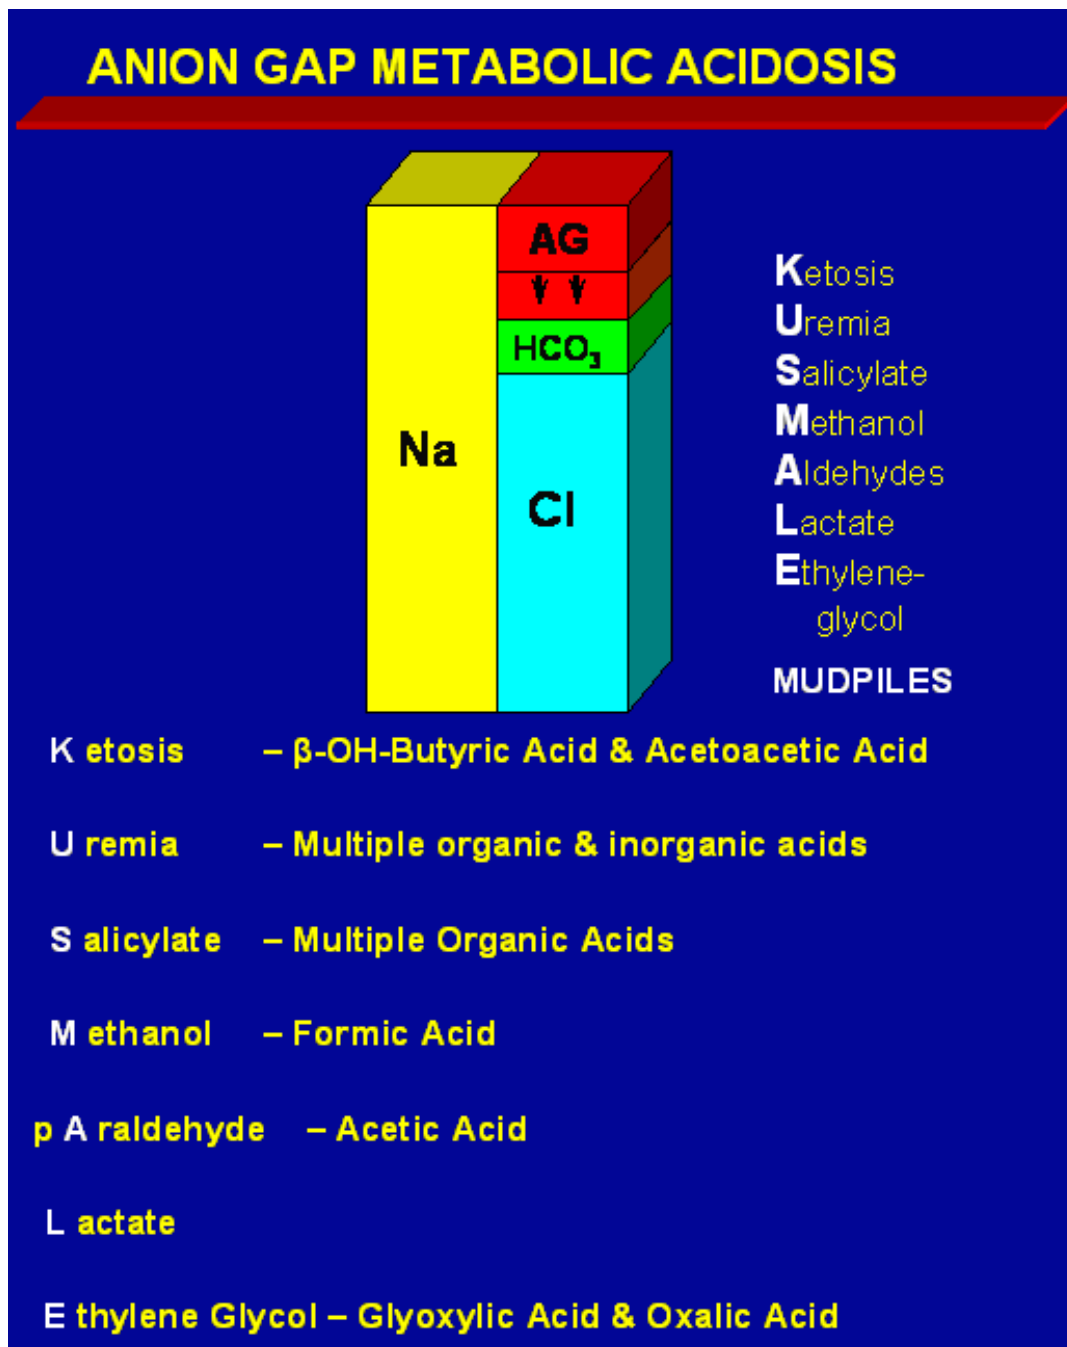 ANION GAP METABOLIC ACIDOSIS
AG
HCO₃
Na
Cl
Ketosis
Uremia
Salicylate
Methanol
Aldehydes
Lactate
Ethylene-
glycol
MUDPILES
K etosis – β-OH-Butyric Acid & Acetoacetic Acid
U remia – Multiple organic & inorganic acids
S alicylate – Multiple Organic Acids
M ethanol – Formic Acid
p A raldehyde – Acetic Acid
L actate
E thylene Glycol – Glyoxylic Acid & Oxalic Acid